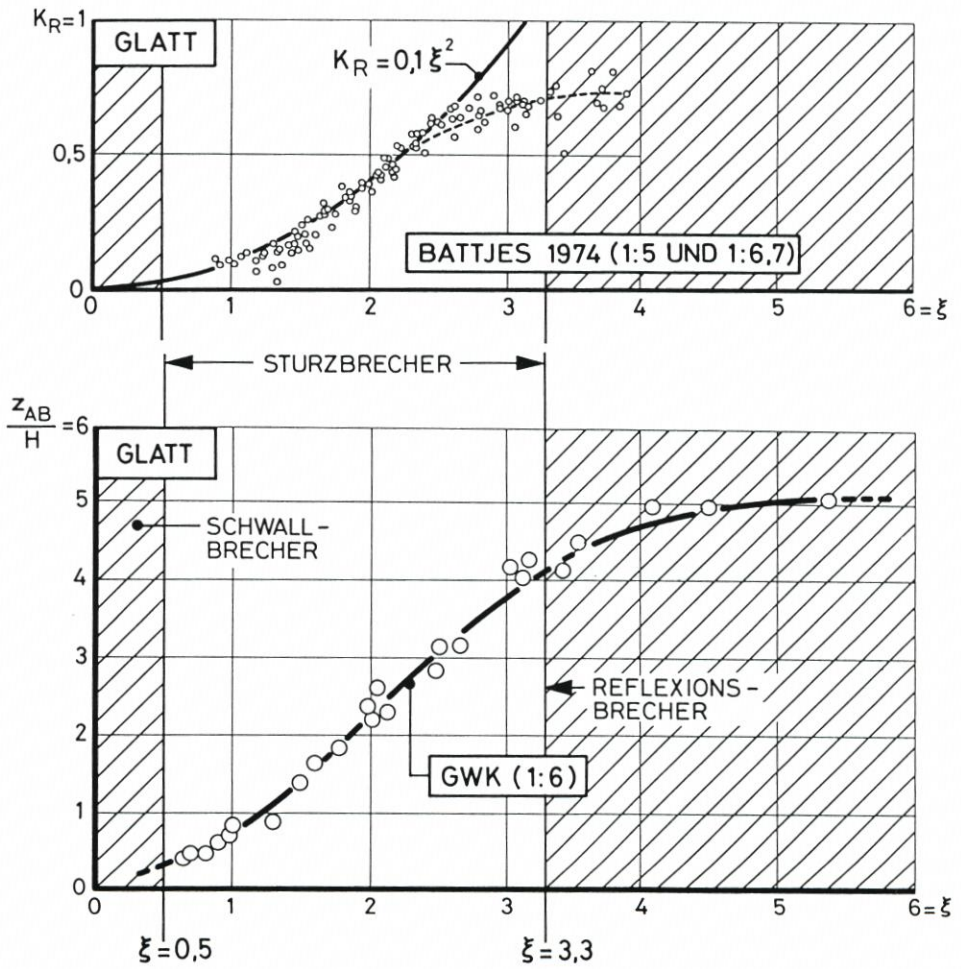 K_R=1
GLATT
K_R=0,1 ξ²
0,5
BATTJES 1974 (1:5 UND 1:6,7)
0
0 1 2 3 4 5 6=ξ
STURZBRECHER
z_AB/H =6
GLATT
5
SCHWALL-
BRECHER
4
3
REFLEXIONS-
BRECHER
2
GWK (1:6)
1
0
0 1 2 3 4 5 6=ξ
ξ=0,5 ξ=3,3